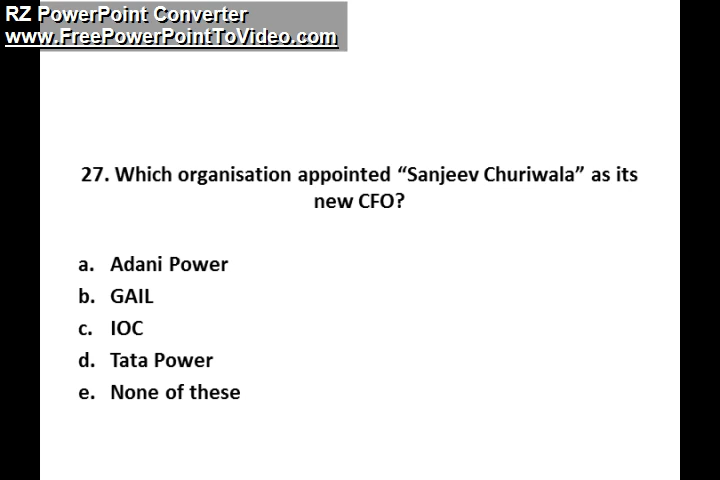 RZ PowerPoint Converter
www.FreePowerPointToVideo.com
27. Which organisation appointed “Sanjeev Churiwala” as its
new CFO?
a. Adani Power
b. GAIL
c. IOC
d. Tata Power
e. None of these